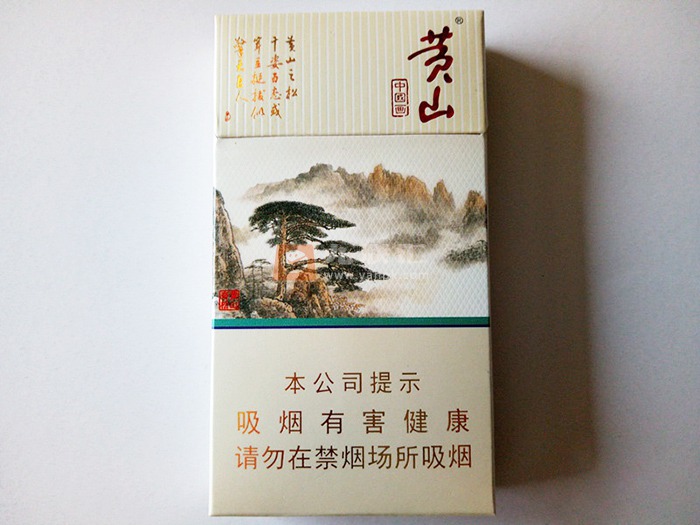 黄山®
中国画
黄山之松
千姿百态或
本公司提示
吸烟有害健康
请勿在禁烟场所吸烟